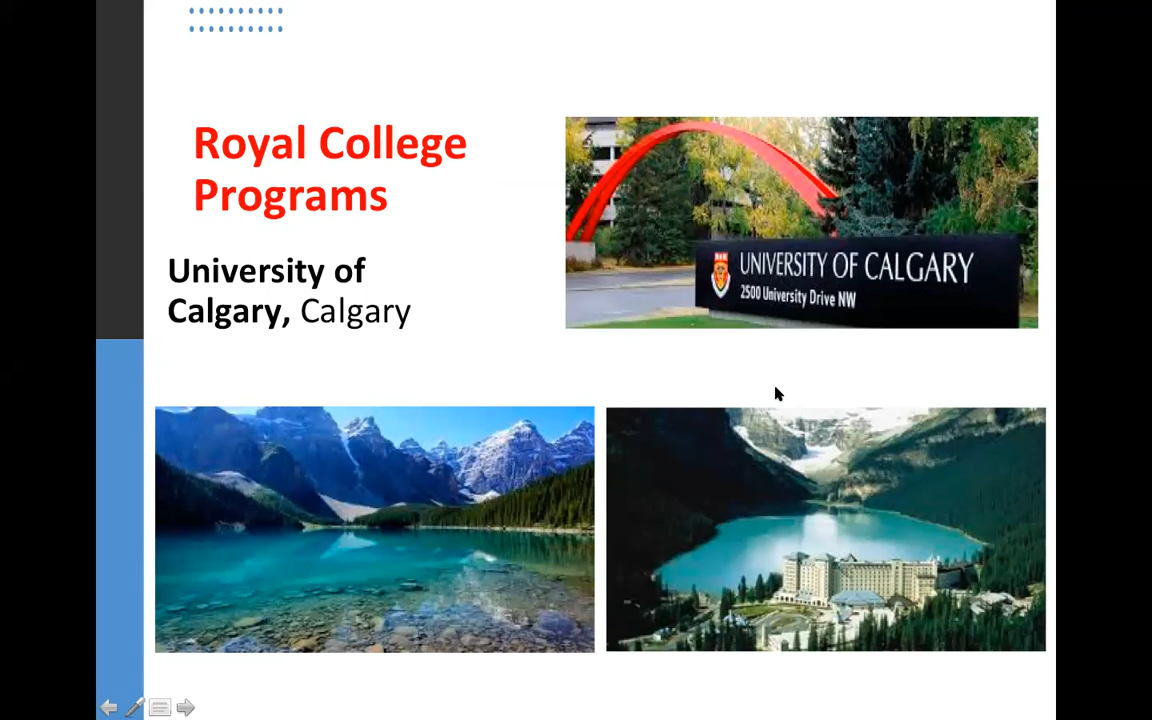 Royal College
Programs
University of
Calgary, Calgary
UNIVERSITY OF CALGARY
2500 University Drive NW